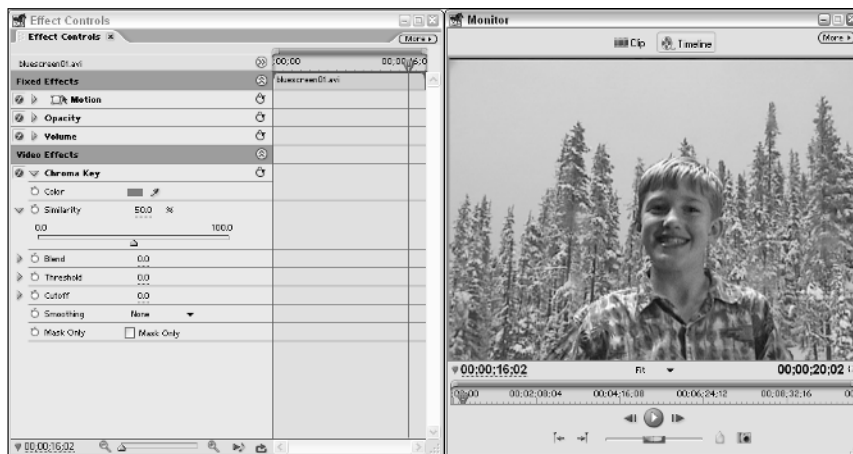 Effect Controls
Effect Controls
More
bluescreen01.avi
;00;00
00;00;16;0
Fixed Effects
bluescreen01.avi
Motion
Opacity
Volume
Video Effects
Chroma Key
Color
Similarity 50.0 %
0.0 100.0
Blend 0.0
Threshold 0.0
Cutoff 0.0
Smoothing None
Mask Only Mask Only
00;00;16;02
Monitor
Clip Timeline More
00;00;16;02 Fit 00;00;20;02
00;02;08;04 00;04;16;08 00;06;24;12 00;08;32;16